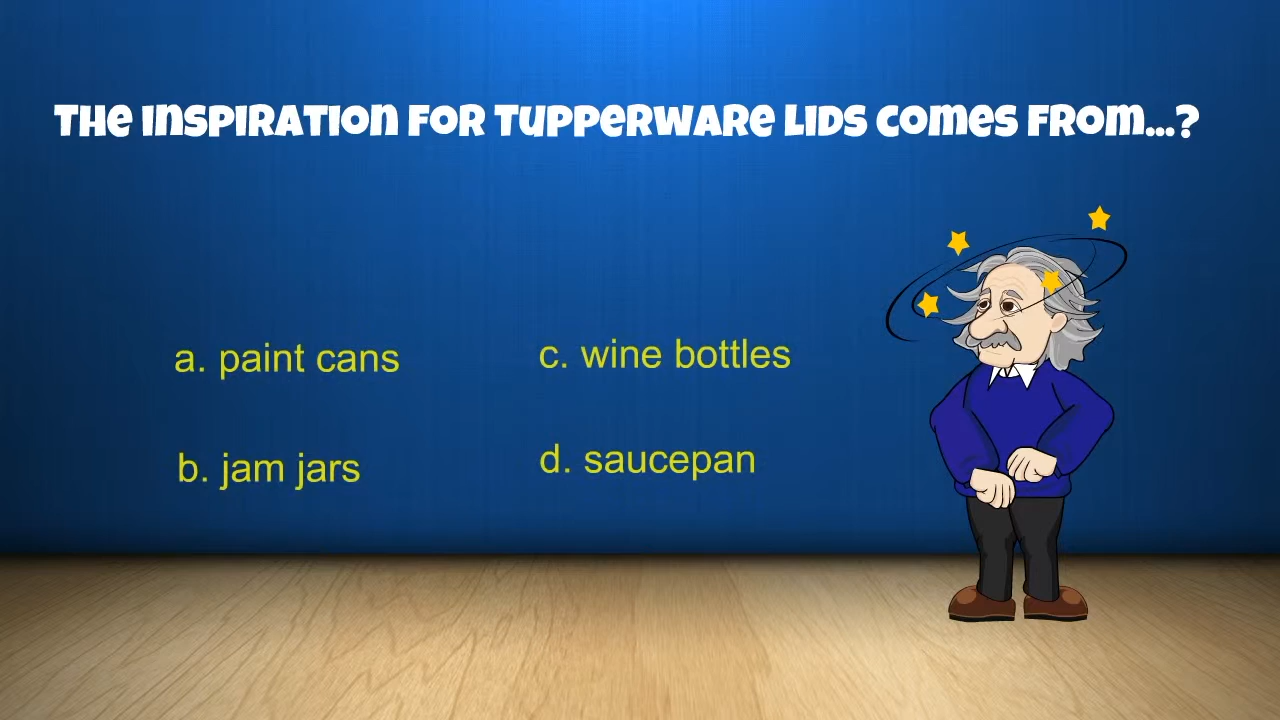 The inspiration for Tupperware lids comes from...?
a. paint cans
b. jam jars
c. wine bottles
d. saucepan